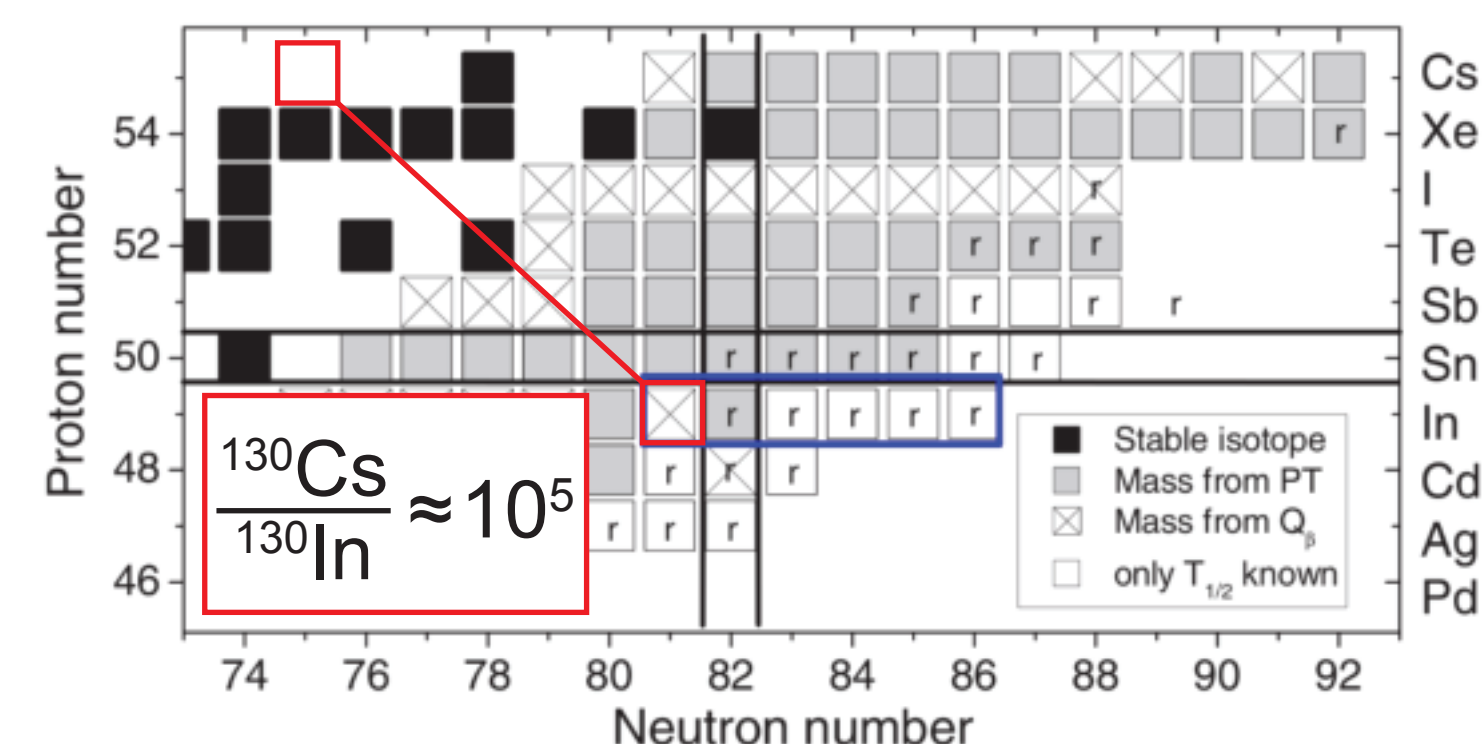 Proton number
54
52
50
48
46
Cs
Xe
I
Te
Sb
Sn
In
Cd
Ag
Pd
r
r
r r r
r r r r
r r r r r r
r r r r r
r r r
r r r
¹³⁰Cs
¹³⁰In
≈10⁵
Stable isotope
Mass from PT
Mass from Qᵦ
only T₁/₂ known
74 76 78 80 82 84 86 88 90 92
Neutron number